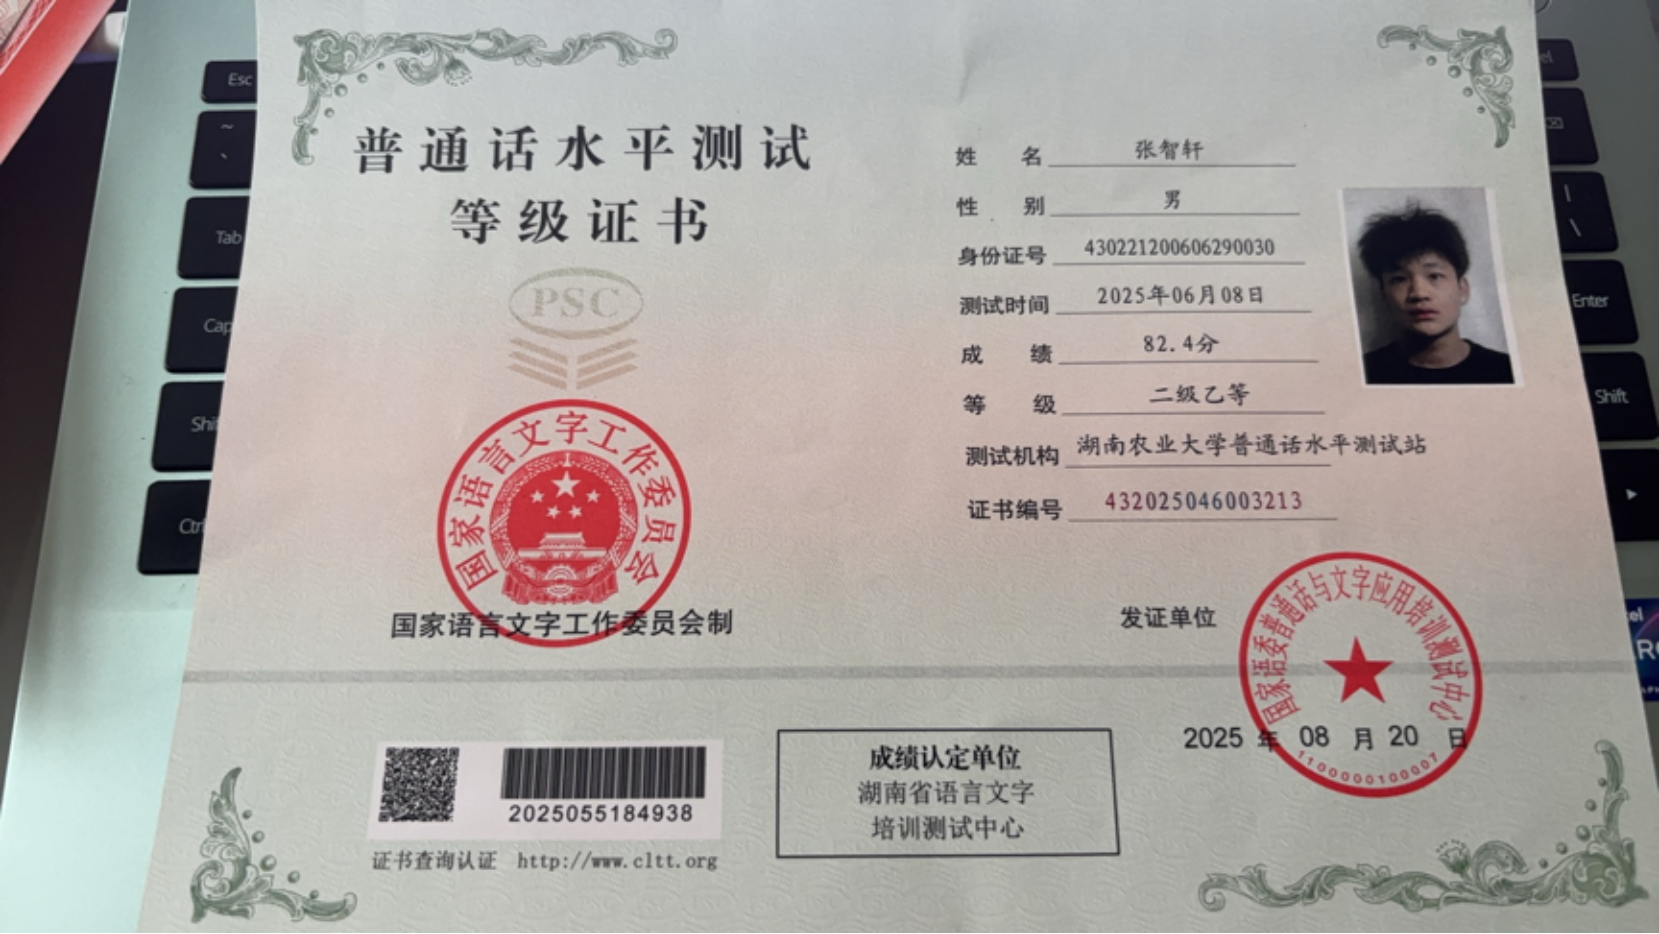 普通话水平测试
等级证书
PSC
国家语言文字工作委员会
国家语言文字工作委员会制
2025055184938
证书查询认证 http://www.cltt.org
姓 名 张智轩
性 别 男
身份证号 430221200606290030
测试时间 2025年06月08日
成 绩 82.4分
等 级 二级乙等
测试机构 湖南农业大学普通话水平测试站
证书编号 432025046003213
发证单位
国家语委普通话与文字应用培训测试中心
2025 年 08 月 20 日
1100000100007
成绩认定单位
湖南省语言文字
培训测试中心
Esc
~
、
Tab
Cap
Shif
Ctrl
el
|
\
Enter
Shift
el